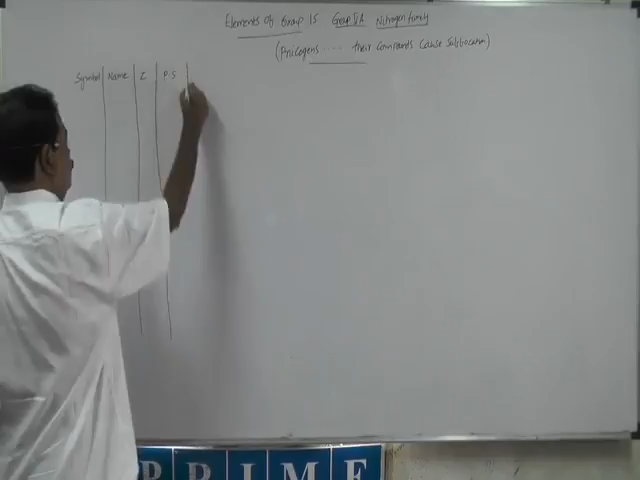 Elements of Group 15 Group VA Nitrogen family
(Pnicogens .... their Compounds Cause Suffocation)
Symbol Name Z P.S
PRIME